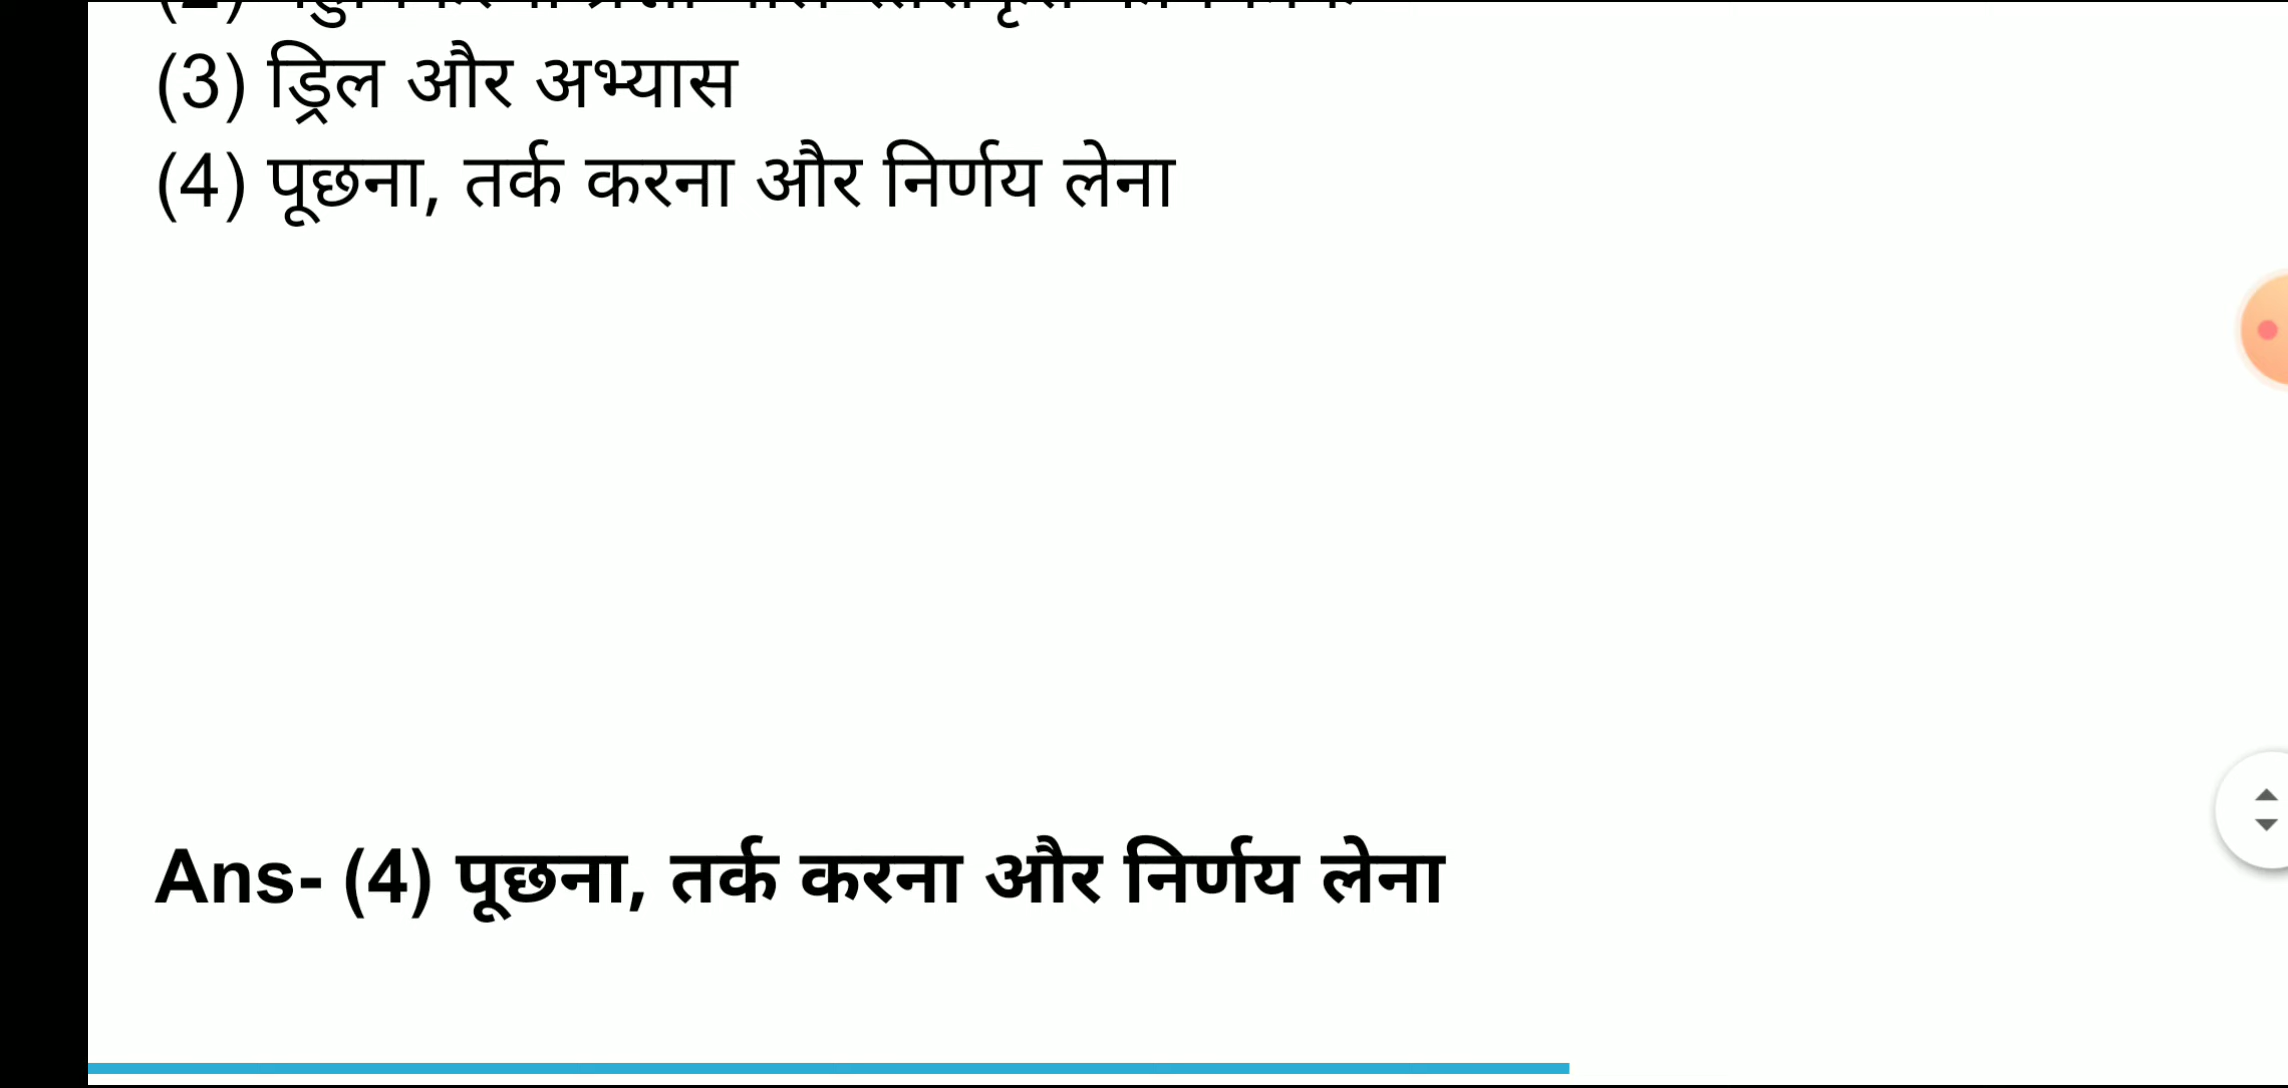 (3) ड्रिल और अभ्यास
(4) पूछना, तर्क करना और निर्णय लेना
Ans- (4) पूछना, तर्क करना और निर्णय लेना